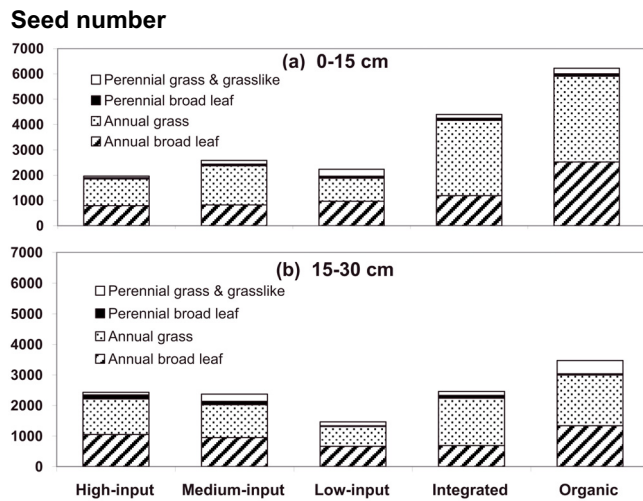 Seed number
7000
(a) 0-15 cm
6000
Perennial grass & grasslike
5000
Perennial broad leaf
4000
Annual grass
Annual broad leaf
3000
2000
1000
0
7000
(b) 15-30 cm
6000
Perennial grass & grasslike
5000
Perennial broad leaf
Annual grass
4000
Annual broad leaf
3000
2000
1000
0
High-input Medium-input Low-input Integrated Organic